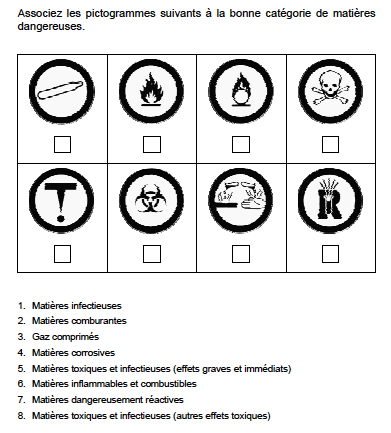 Associez les pictogrammes suivants à la bonne catégorie de matières
dangereuses.
T
R
1. Matières infectieuses
2. Matières comburantes
3. Gaz comprimés
4. Matières corrosives
5. Matières toxiques et infectieuses (effets graves et immédiats)
6. Matières inflammables et combustibles
7. Matières dangereusement réactives
8. Matières toxiques et infectieuses (autres effets toxiques)